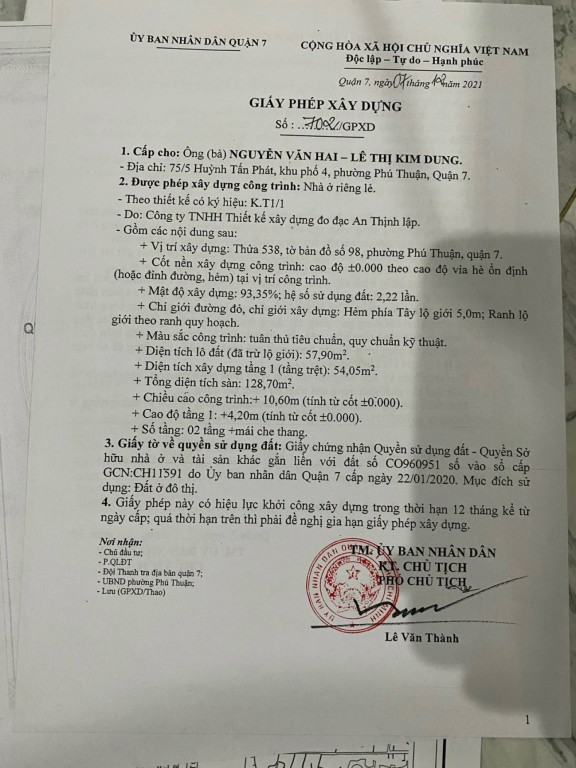 ỦY BAN NHÂN DÂN QUẬN 7
CỘNG HÒA XÃ HỘI CHỦ NGHĨA VIỆT NAM
Độc lập – Tự do – Hạnh phúc
Quận 7, ngày 07 tháng 12 năm 2021
GIẤY PHÉP XÂY DỰNG
Số : ...702/GPXD
1. Cấp cho: Ông (bà) NGUYỄN VĂN HAI – LÊ THỊ KIM DUNG.
- Địa chỉ: 75/5 Huỳnh Tấn Phát, khu phố 4, phường Phú Thuận, Quận 7.
2. Được phép xây dựng công trình: Nhà ở riêng lẻ.
- Theo thiết kế có ký hiệu: K.T1/1
- Do: Công ty TNHH Thiết kế xây dựng đo đạc An Thịnh lập.
- Gồm các nội dung sau:
+ Vị trí xây dựng: Thửa 538, tờ bản đồ số 98, phường Phú Thuận, quận 7.
+ Cốt nền xây dựng công trình: cao độ ±0.000 theo cao độ vỉa hè ổn định
(hoặc đỉnh đường, hẻm) tại vị trí công trình.
+ Mật độ xây dựng: 93,35%; hệ số sử dụng đất: 2,22 lần.
+ Chỉ giới đường đỏ, chỉ giới xây dựng: Hẻm phía Tây lộ giới 5,0m; Ranh lộ
giới theo ranh quy hoạch.
+ Màu sắc công trình: tuân thủ tiêu chuẩn, quy chuẩn kỹ thuật.
+ Diện tích lô đất (đã trừ lộ giới): 57,90m².
+ Diện tích xây dựng tầng 1 (tầng trệt): 54,05m².
+ Tổng diện tích sàn: 128,70m².
+ Chiều cao công trình:+ 10,60m (tính từ cốt ±0.000).
+ Cao độ tầng 1: +4,20m (tính từ cốt ±0.000).
+ Số tầng: 02 tầng +mái che thang.
3. Giấy tờ về quyền sử dụng đất: Giấy chứng nhận Quyền sử dụng đất - Quyền Sở
hữu nhà ở và tài sản khác gắn liền với đất số CO960951 số vào sổ cấp
GCN:CH11391 do Ủy ban nhân dân Quận 7 cấp ngày 22/01/2020. Mục đích sử
dụng: Đất ở đô thị.
4. Giấy phép này có hiệu lực khởi công xây dựng trong thời hạn 12 tháng kể từ
ngày cấp; quá thời hạn trên thì phải đề nghị gia hạn giấy phép xây dựng.
Nơi nhận:
- Chủ đầu tư;
- P.QLĐT
- Đội Thanh tra địa bàn quận 7;
- UBND phường Phú Thuận;
- Lưu (GPXD/Thao)
TM. ỦY BAN NHÂN DÂN
KT. CHỦ TỊCH
PHÓ CHỦ TỊCH
Lê Văn Thành
1